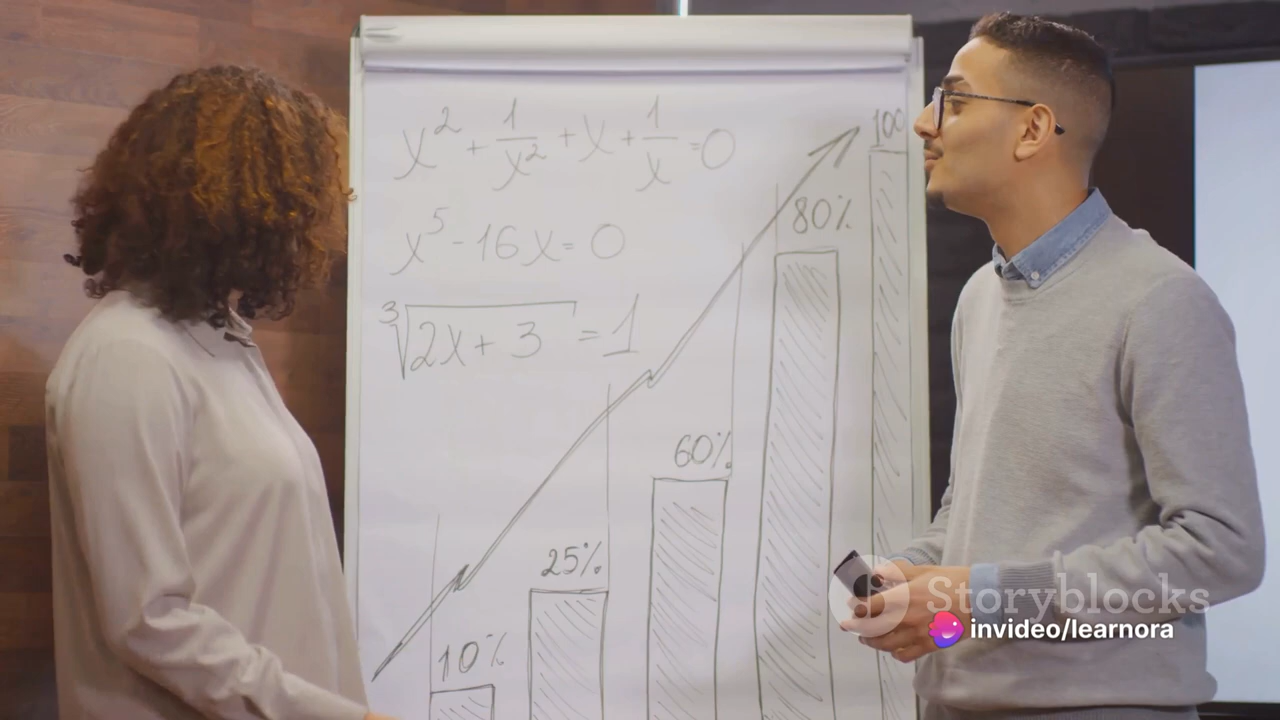 x² + 1/x² + x + 1/x = 0
x⁵ - 16x = 0
∛2x + 3 = 1
10%
25%
60%
80%
100
Storyblocks
invideo/learnora